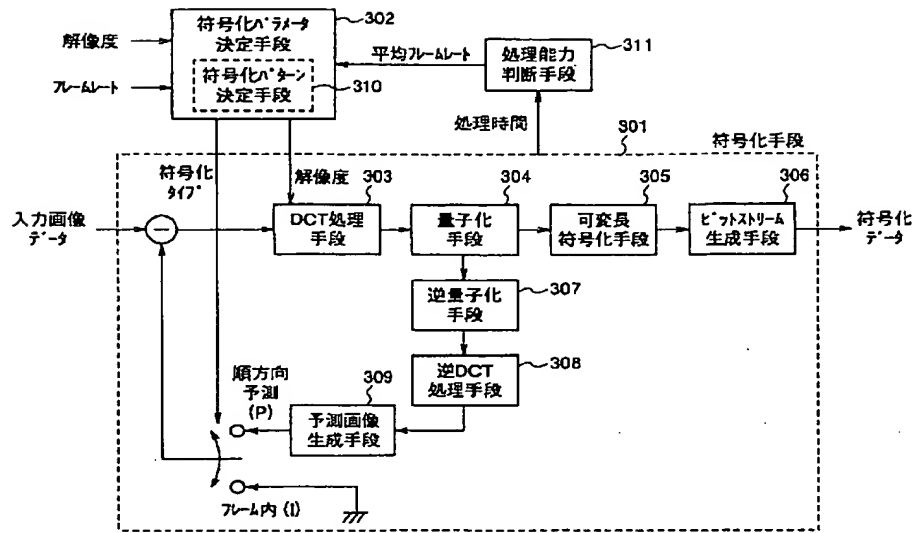 符号化パラメータ
決定手段
302
解像度
フレームレート
符号化パターン
決定手段
310
平均フレームレート
処理能力
判断手段
311
処理時間
301
符号化手段
符号化
タイプ
解像度
303
304
305
306
入力画像
データ
DCT処理
手段
量子化
手段
可変長
符号化手段
ビットストリーム
生成手段
符号化
データ
逆量子化
手段
307
逆DCT
処理手段
308
順方向
予測
(P)
309
予測画像
生成手段
フレーム内(I)